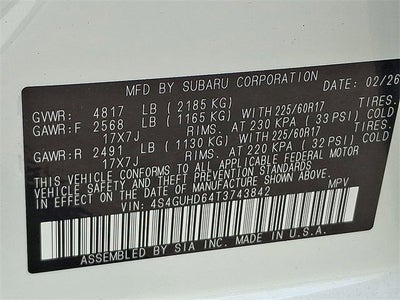 MFD BY SUBARU CORPORATION DATE: 02/26
GVWR: 4817 LB (2185 KG)
GAWR:F 2568 LB (1165 KG) WITH 225/60R17 TIRES.
17X7J RIMS. AT 230 KPA (33 PSI) COLD
GAWR:R 2491 LB (1130 KG) WITH 225/60R17 TIRES.
17X7J RIMS. AT 220 KPA (32 PSI) COLD
THIS VEHICLE CONFORMS TO ALL APPLICABLE FEDERAL MOTOR
VEHICLE SAFETY, BUMPER, AND THEFT PREVENTION STANDARDS
IN EFFECT ON THE DATE OF MANUFACTURE SHOWN ABOVE.
VIN: 4S4GUHD64T3743842 MPV
ASSEMBLED BY SIA INC. MADE IN U.S.A.